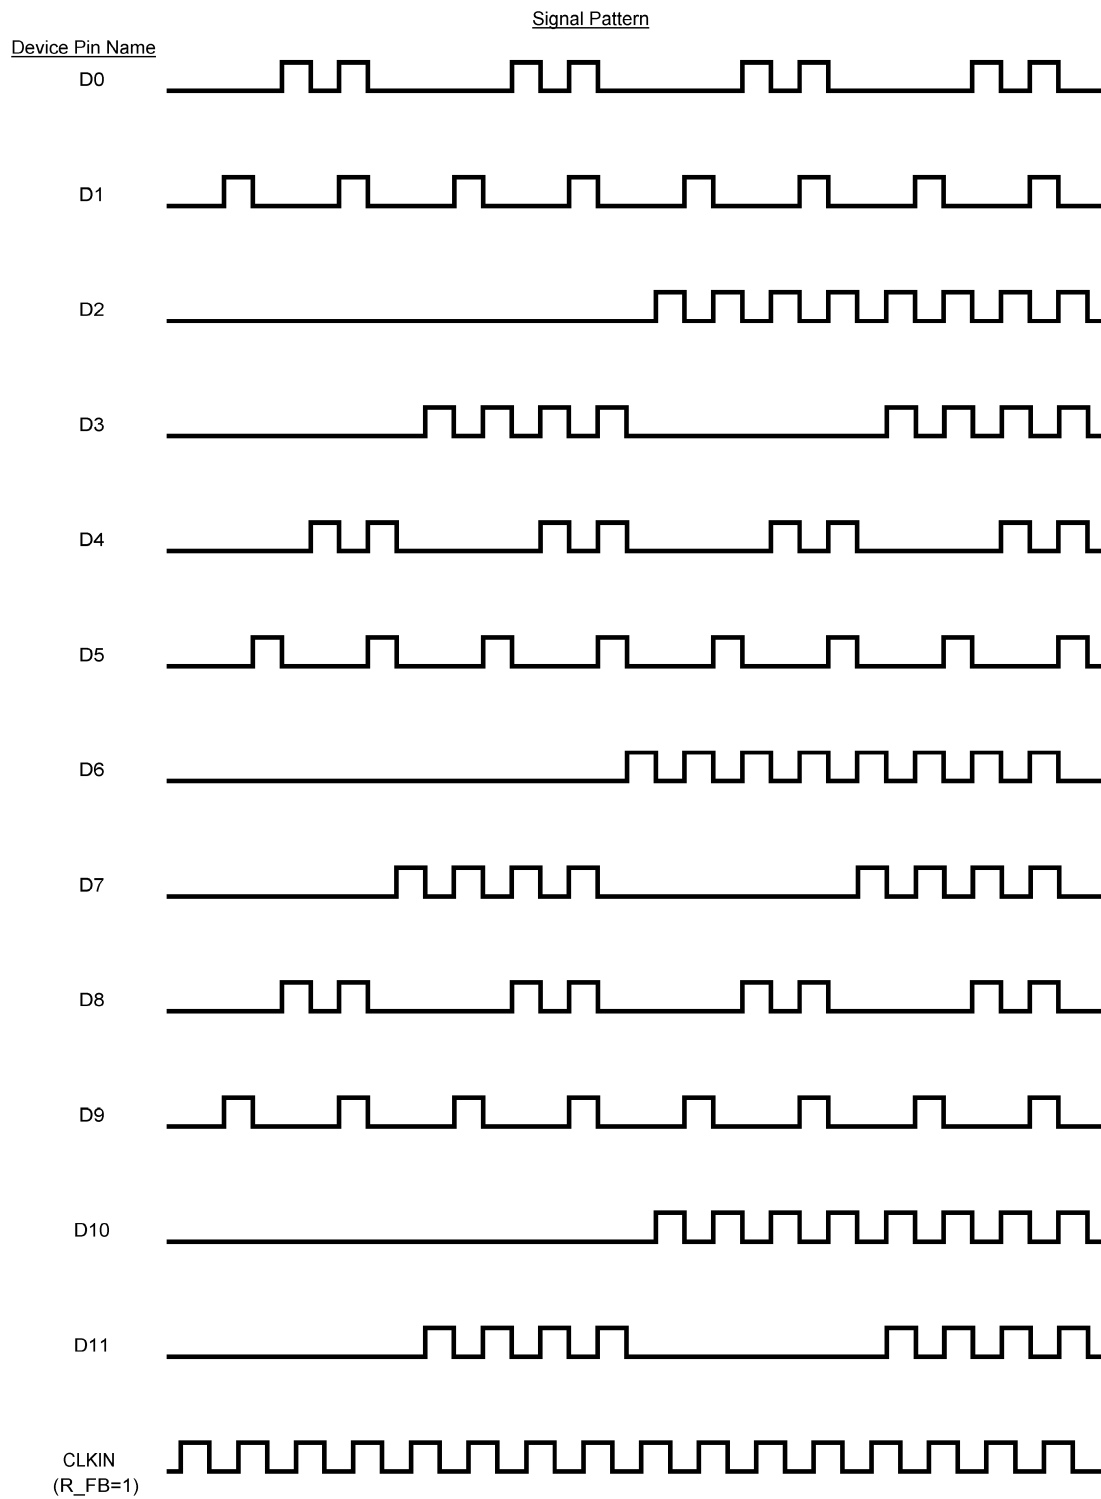 Signal Pattern
Device Pin Name
D0
D1
D2
D3
D4
D5
D6
D7
D8
D9
D10
D11
CLKIN
(R_FB=1)